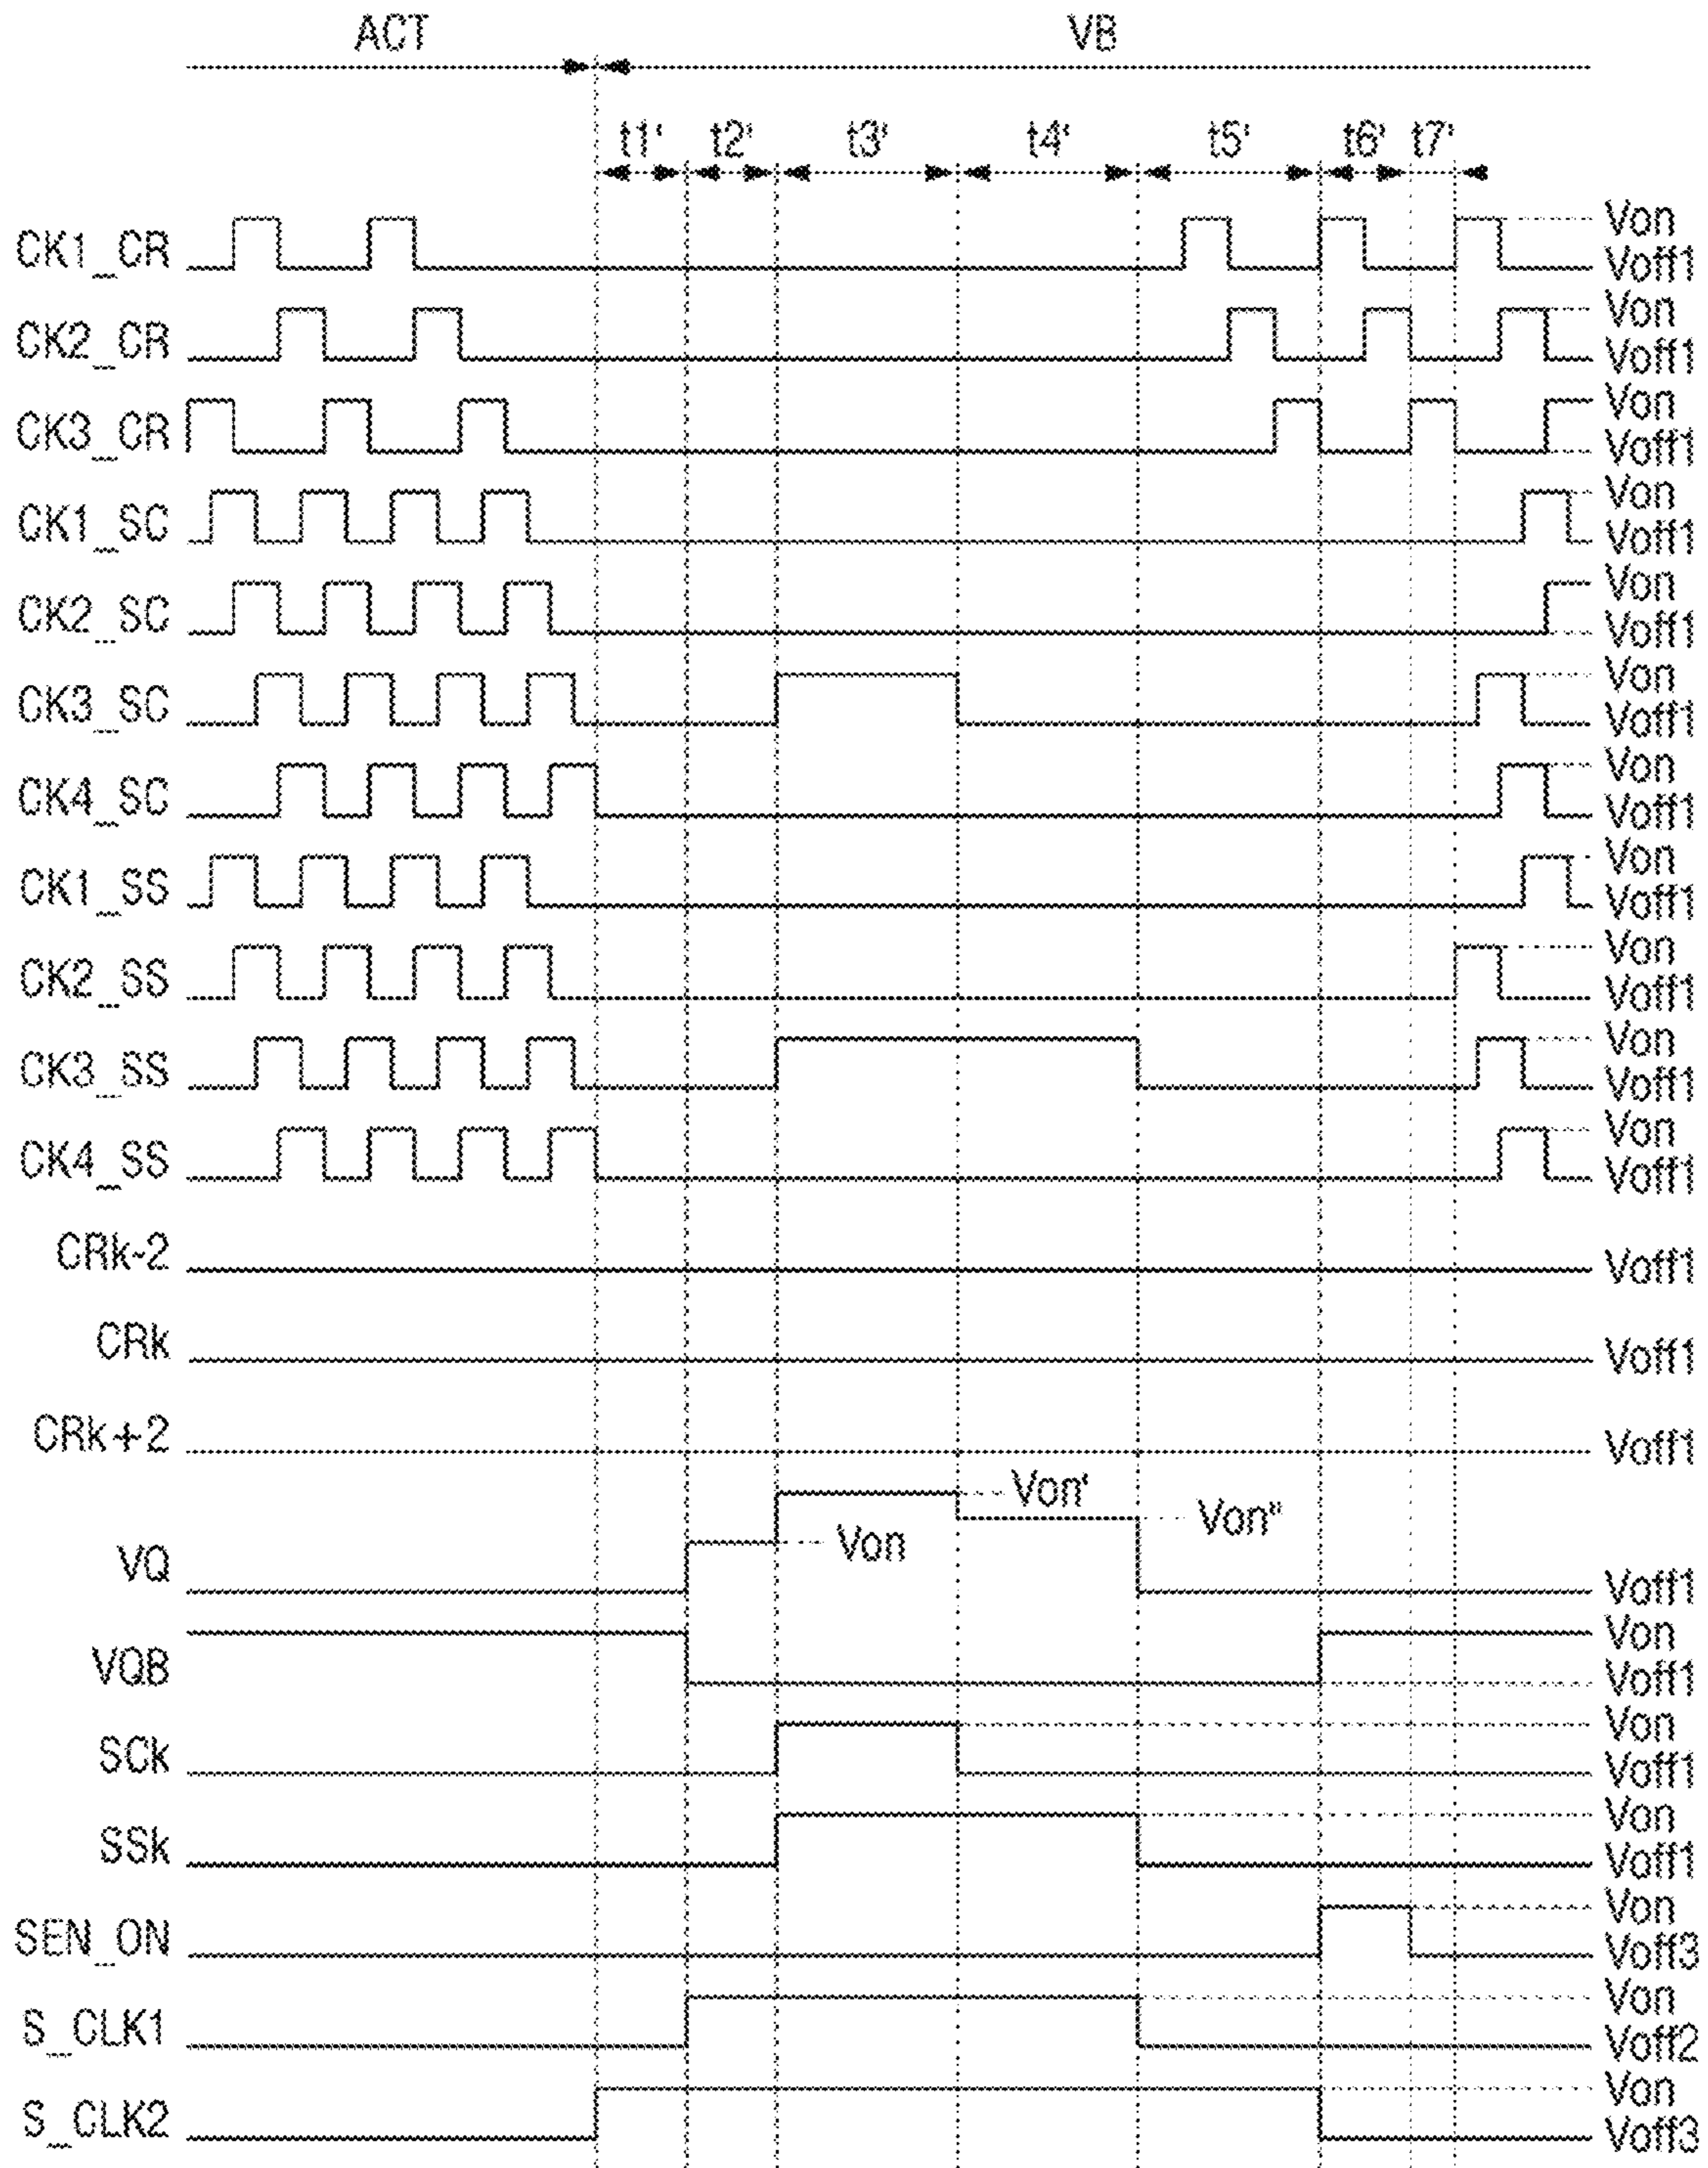 ACT VB
t1' t2' t3' t4' t5' t6' t7'
CK1_CR Von
Voff1
CK2_CR Von
Voff1
CK3_CR Von
Voff1
CK1_SC Von
Voff1
CK2_SC Von
Voff1
CK3_SC Von
Voff1
CK4_SC Von
Voff1
CK1_SS Von
Voff1
CK2_SS Von
Voff1
CK3_SS Von
Voff1
CK4_SS Von
Voff1
CRk-2 Voff1
CRk Voff1
CRk+2 Voff1
Von' Von"
Von
VQ Voff1
VQB Von
Voff1
SCk Von
Voff1
SSk Von
Voff1
SEN_ON Von
Voff3
S_CLK1 Von
Voff2
S_CLK2 Von
Voff3